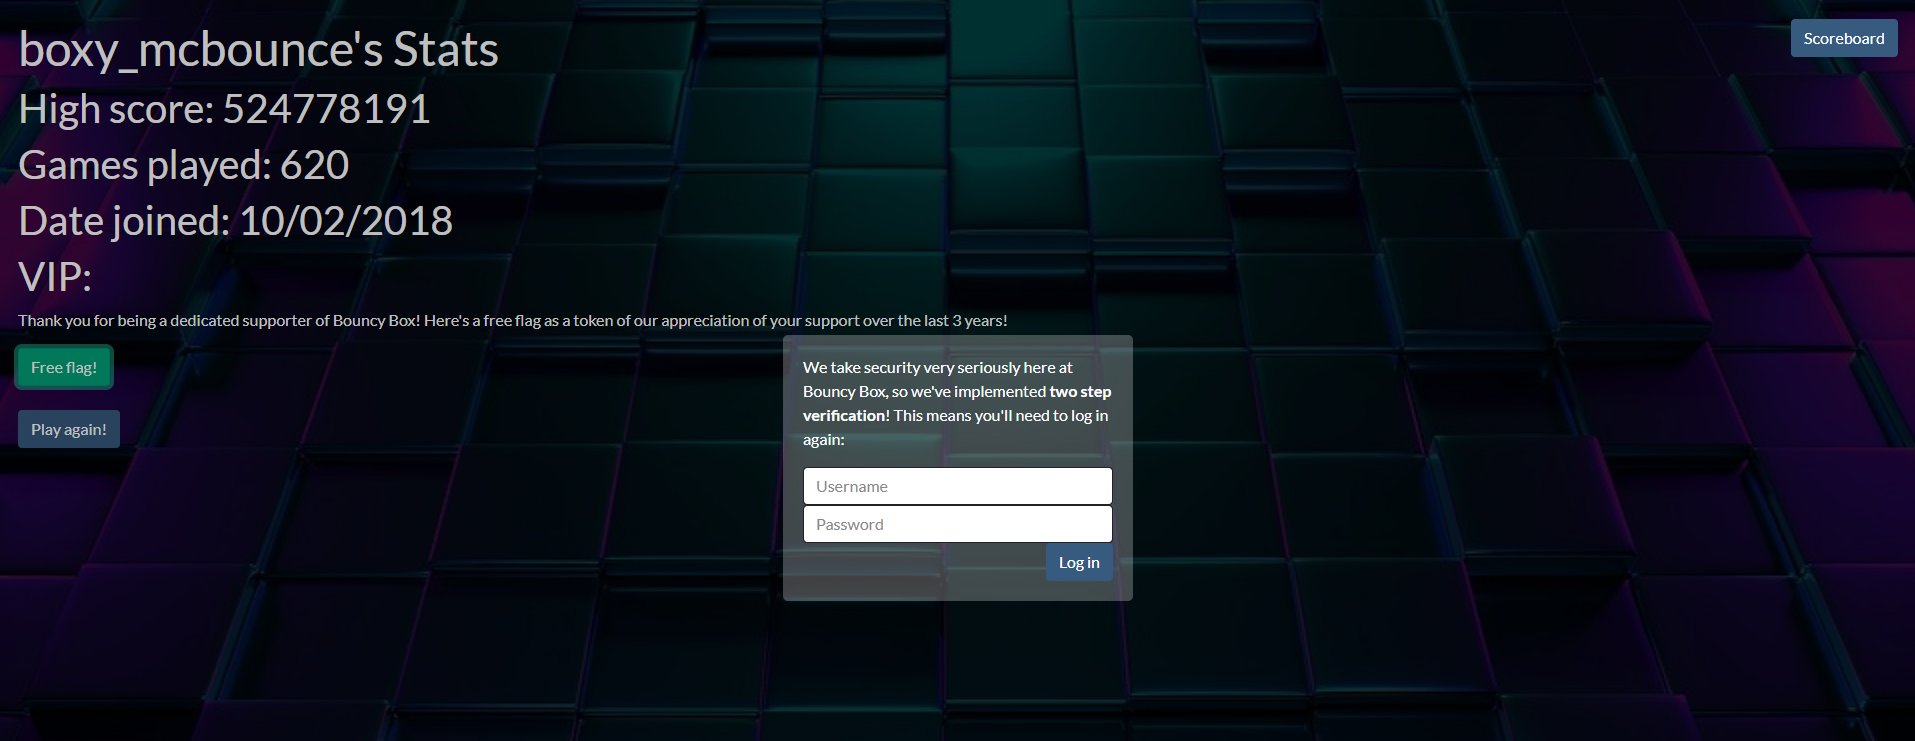 boxy_mcbounce's Stats
Scoreboard
High score: 524778191
Games played: 620
Date joined: 10/02/2018
VIP:
Thank you for being a dedicated supporter of Bouncy Box! Here's a free flag as a token of our appreciation of your support over the last 3 years!
Free flag!
Play again!
We take security very seriously here at
Bouncy Box, so we've implemented two step
verification! This means you'll need to log in
again:
Username
Password
Log in